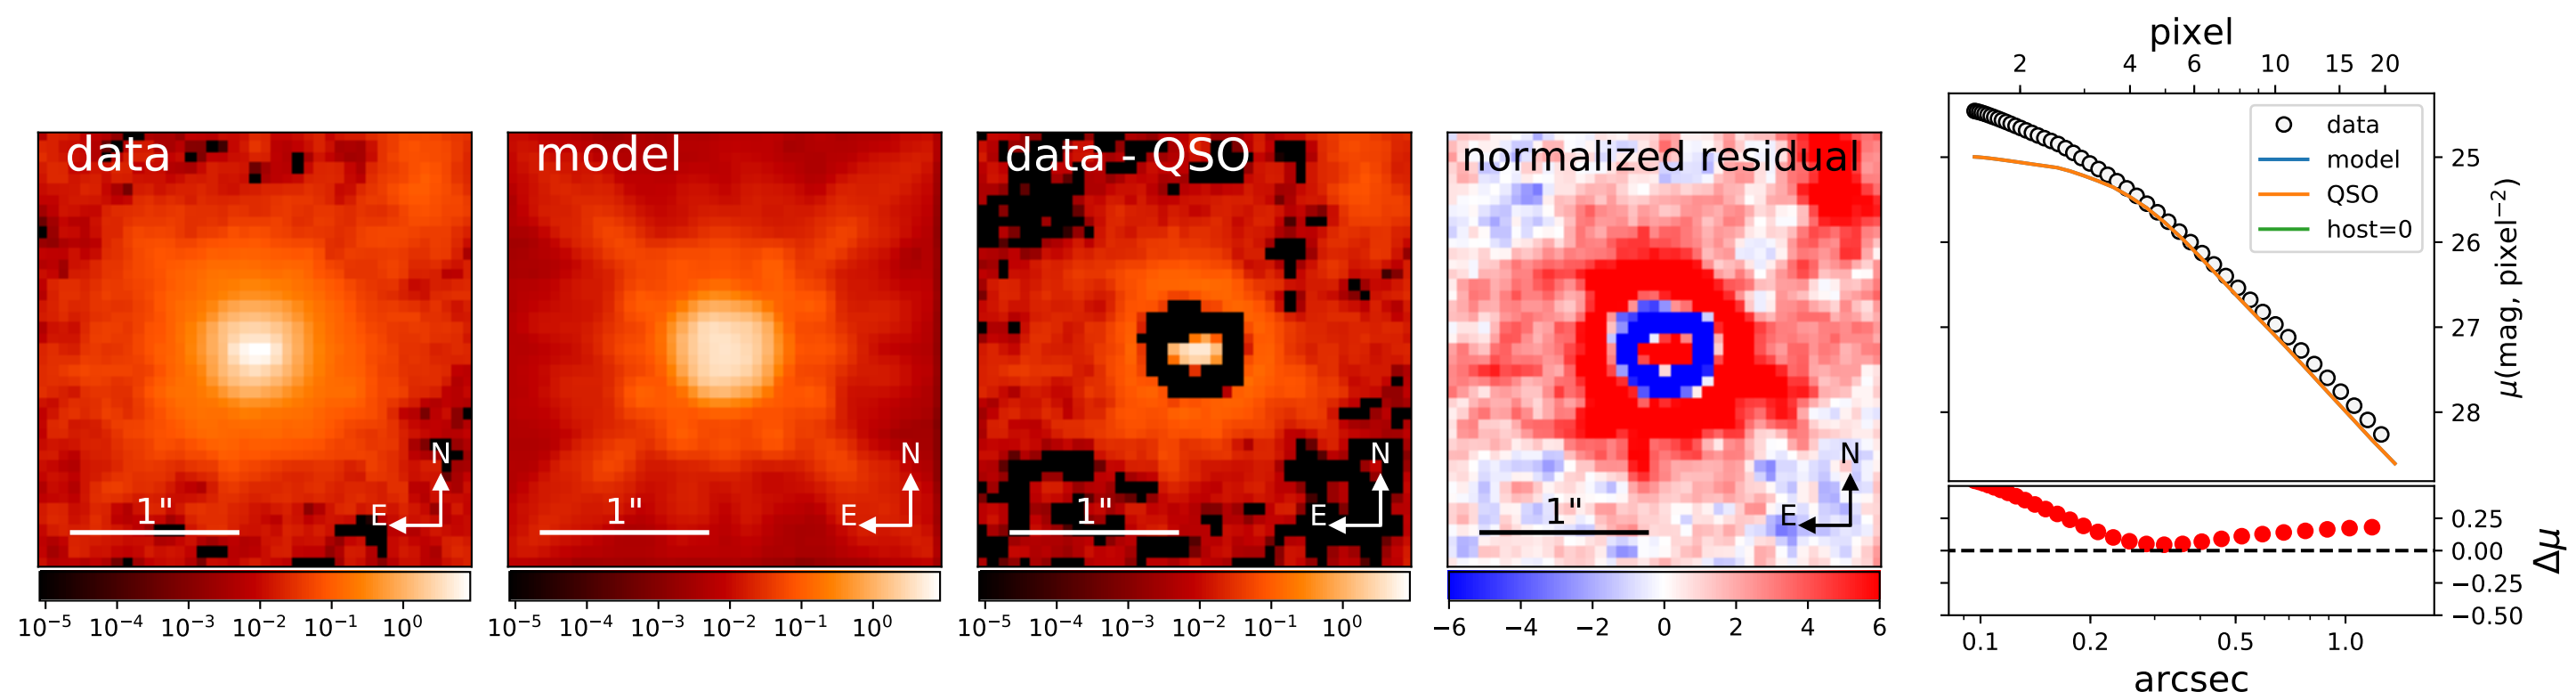 data
N
E
1"
10⁻⁵ 10⁻⁴ 10⁻³ 10⁻² 10⁻¹ 10⁰
model
N
E
1"
10⁻⁵ 10⁻⁴ 10⁻³ 10⁻² 10⁻¹ 10⁰
data - QSO
N
E
1"
10⁻⁵ 10⁻⁴ 10⁻³ 10⁻² 10⁻¹ 10⁰
normalized residual
N
E
1"
−6 −4 −2 0 2 4 6
pixel
2 4 6 10 15 20
data
model
QSO
host=0
25
26
27
28
μ(mag, pixel⁻²)
0.25
0.00
−0.25
−0.50
Δμ
0.1 0.2 0.5 1.0
arcsec